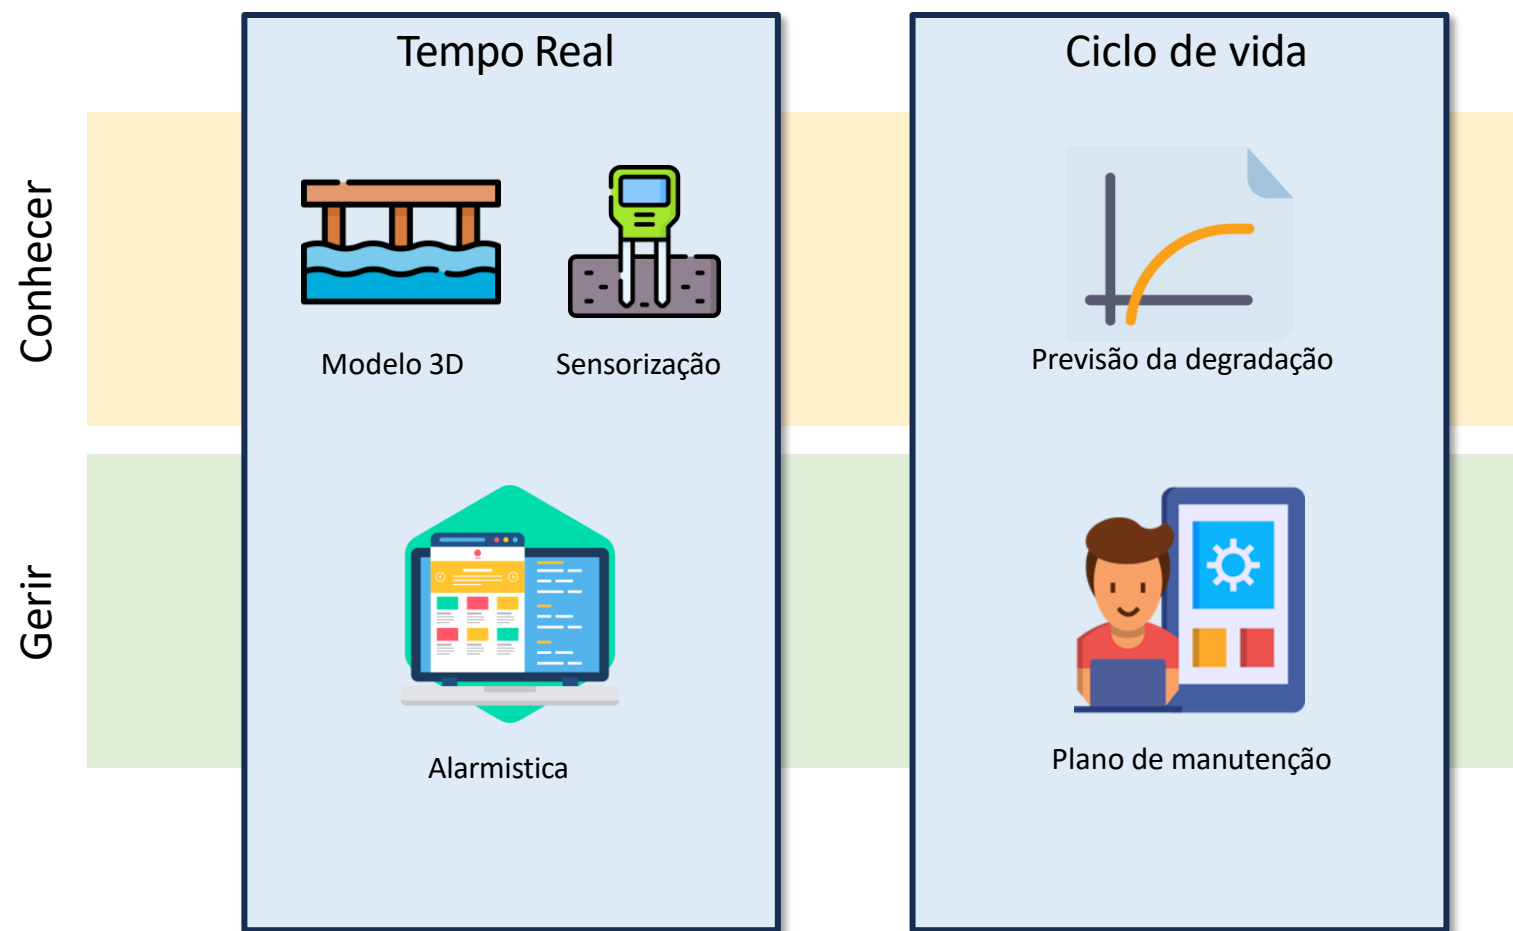 Tempo Real
Ciclo de vida
Conhecer
Modelo 3D
Sensorização
Previsão da degradação
Gerir
Alarmistica
Plano de manutenção